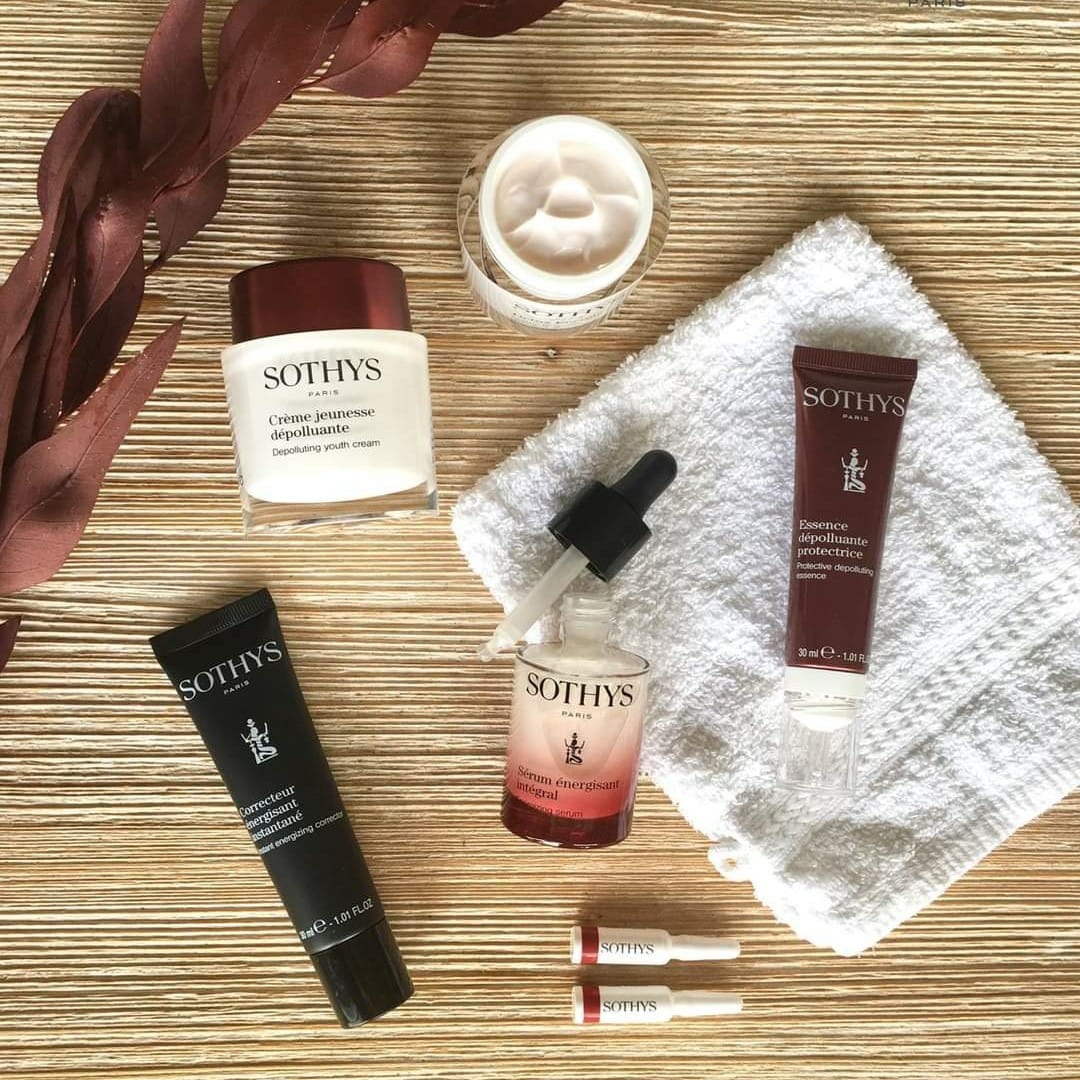 PARIS
SOTHYS
SOTHYS
PARIS
Crème jeunesse
dépolluante
Depolluting youth cream
SOTHYS
PARIS
Essence
dépolluante
protectrice
Protective depolluting
essence
30 ml e - 1.01 FL.
SOTHYS
PARIS
Correcteur
énergisant
instantané
instant energizing corrector
30 ml e - 1.01 FL.OZ
SOTHYS
PARIS
Sérum énergisant
intégral
serum
SOTHYS
SOTHYS